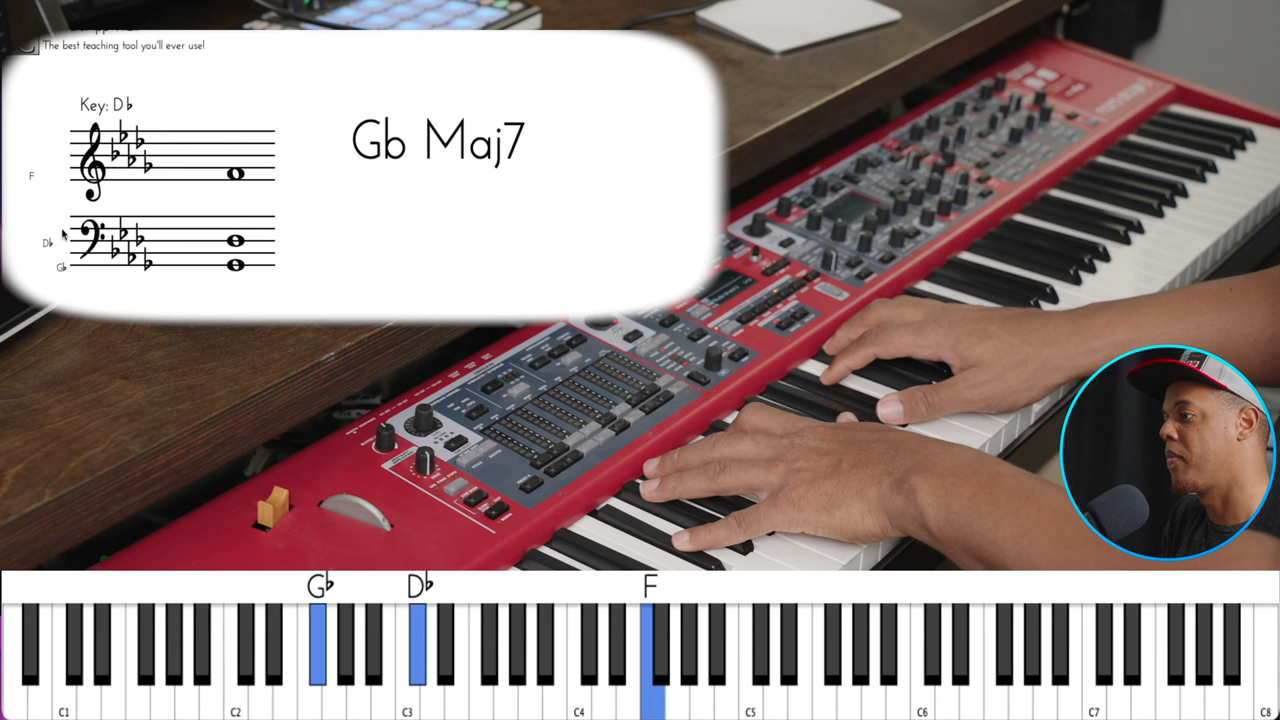 The best teaching tool you'll ever use!
Key: D♭
Gb Maj7
F
D♭
G♭
G♭ D♭ F
C1 C2 C3 C4 C5 C6 C7 C8